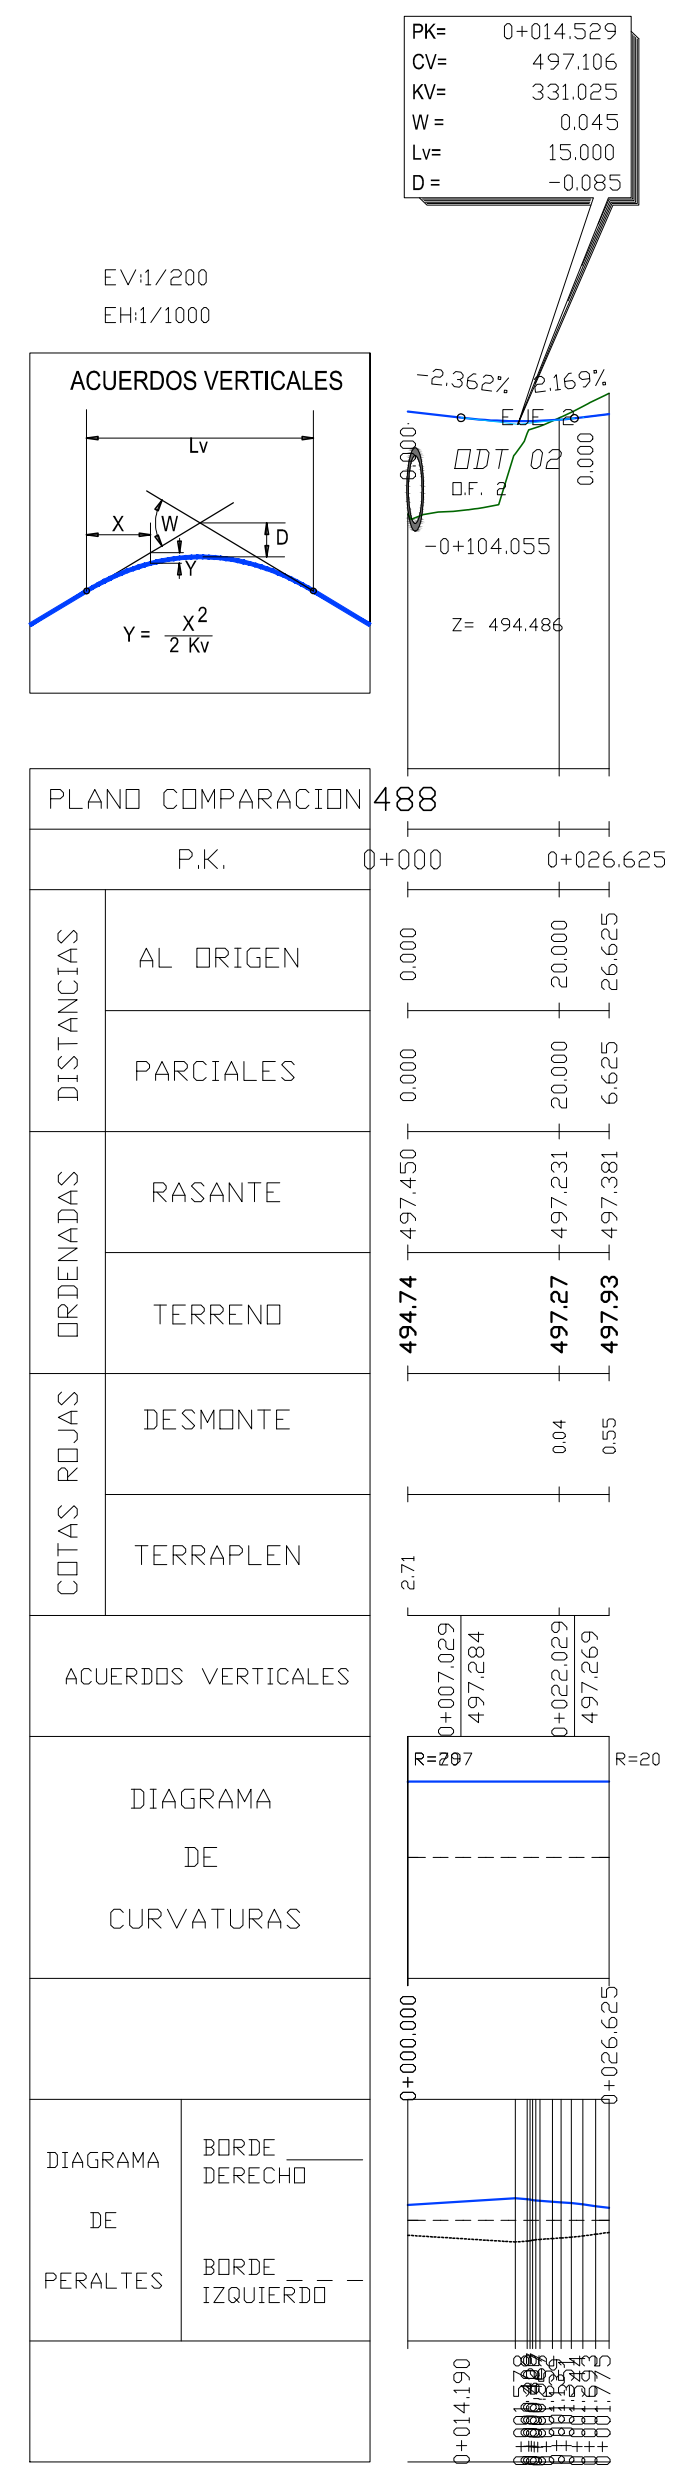 PK= 0+014.529
CV= 497.106
KV= 331.025
W = 0.045
Lv= 15.000
D = -0.085
EV:1/200
EH:1/1000
ACUERDOS VERTICALES
Lv
X
W
D
Y
Y = X2
2 Kv
-2.362% 2.169%
EJE 2
0.000
0.000
ODT 02
O.F. 2
-0+104.055
Z= 494.486
PLANO COMPARACION 488
P.K. 0+000 0+026.625
DISTANCIAS
AL ORIGEN 0.000 20.000 26.625
PARCIALES 0.000 20.000 6.625
ORDENADAS
RASANTE 497.450 497.231 497.381
TERRENO 494.74 497.27 497.93
COTAS ROJAS
DESMONTE 0.04 0.55
TERRAPLEN 2.71
ACUERDOS VERTICALES 0+007.029 497.284 0+022.029 497.269
R=20
DIAGRAMA
DE
CURVATURAS
0+000.000 0+026.625
DIAGRAMA
DE
PERALTES
BORDE
DERECHO
BORDE
IZQUIERDO
0+014.190
0+001.693
0+001.775